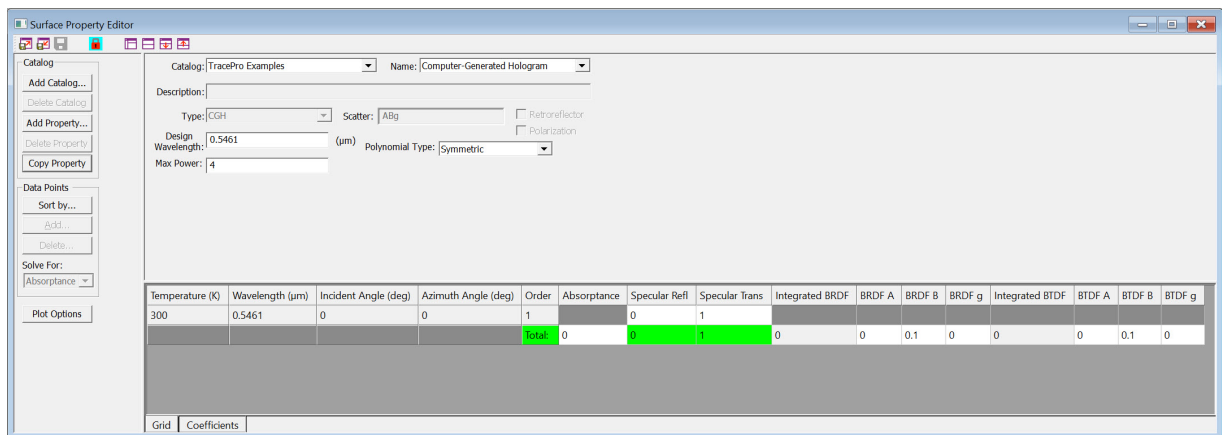 Surface Property Editor
Catalog
Add Catalog...
Delete Catalog
Add Property...
Delete Property
Copy Property
Data Points
Sort by...
Add...
Delete...
Solve For:
Absorptance
Plot Options
Catalog: TracePro Examples Name: Computer-Generated Hologram
Description:
Type: CGH Scatter: ABg Retroreflector
Polarization
Design Wavelength: 0.5461 (μm) Polynomial Type: Symmetric
Max Power: 4
Temperature (K) Wavelength (μm) Incident Angle (deg) Azimuth Angle (deg) Order Absorptance Specular Refl Specular Trans Integrated BRDF BRDF A BRDF B BRDF g Integrated BTDF BTDF A BTDF B BTDF g
300 0.5461 0 0 1 0 1
Total: 0 0 1 0 0 0.1 0 0 0 0.1 0
Grid Coefficients